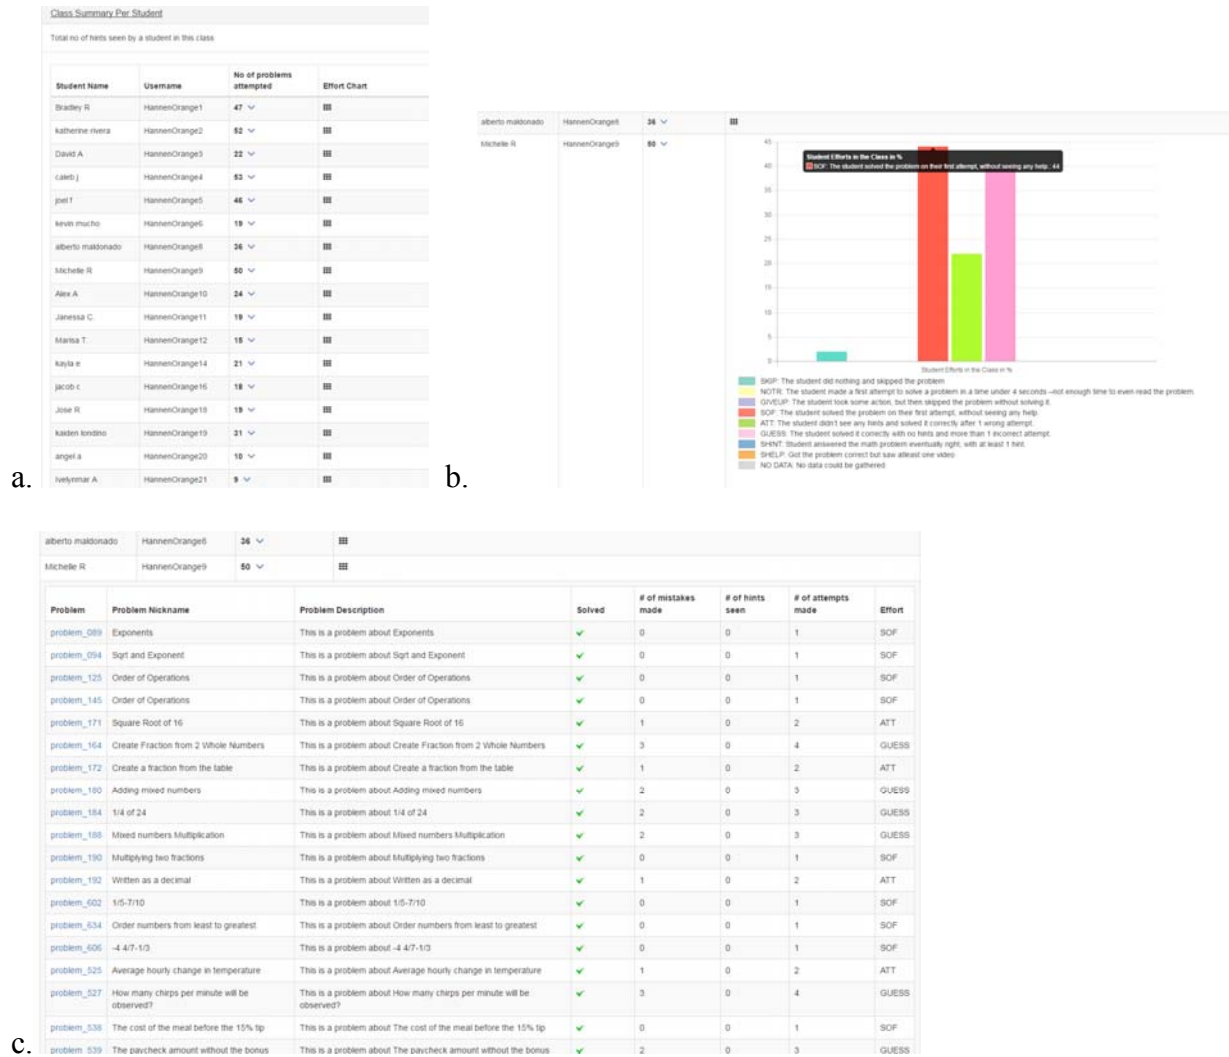 Class Summary Per Student
Total no of hints seen by a student in this class
Student Name Username No of problems attempted Effort Chart
Bradley R HannenOrange1 47
katherine rivera HannenOrange2 52
David A HannenOrange3 22
caleb j HannenOrange4 53
joel f HannenOrange5 46
kevin mucho HannenOrange6 19
alberto maldonado HannenOrange8 36
Michelle R HannenOrange9 50
Alex A HannenOrange10 24
Janessa C. HannenOrange11 19
Marisa T. HannenOrange12 15
kayla e HannenOrange14 21
jacob c HannenOrange16 18
Jose R HannenOrange18 19
kaiden londino HannenOrange19 21
angel a HannenOrange20 10
Ivelynmar A HannenOrange21 9
a.
alberto maldonado HannenOrange8 36
Michelle R HannenOrange9 50
45
Student Efforts in the Class in %
SOF: The student solved the problem on their first attempt, without seeing any help : 44
40
35
30
25
20
15
10
5
0
Student Efforts in the Class in %
SKIP: The student did nothing and skipped the problem
NOTR: The student made a first attempt to solve a problem in a time under 4 seconds --not enough time to even read the problem.
GIVEUP: The student took some action, but then skipped the problem without solving it.
SOF: The student solved the problem on their first attempt, without seeing any help
ATT: The student didn't see any hints and solved it correctly after 1 wrong attempt.
GUESS: The student solved it correctly with no hints and more than 1 incorrect attempt.
SHINT: Student answered the math problem eventually right, with at least 1 hint.
SHELP: Got the problem correct but saw atleast one video
NO DATA: No data could be gathered
b.
alberto maldonado HannenOrange8 36
Michelle R HannenOrange9 50
Problem Problem Nickname Problem Description Solved # of mistakes made # of hints seen # of attempts made Effort
problem_089 Exponents This is a problem about Exponents 0 0 1 SOF
problem_094 Sqrt and Exponent This is a problem about Sqrt and Exponent 0 0 1 SOF
problem_125 Order of Operations This is a problem about Order of Operations 0 0 1 SOF
problem_145 Order of Operations This is a problem about Order of Operations 0 0 1 SOF
problem_171 Square Root of 16 This is a problem about Square Root of 16 1 0 2 ATT
problem_164 Create Fraction from 2 Whole Numbers This is a problem about Create Fraction from 2 Whole Numbers 3 0 4 GUESS
problem_172 Create a fraction from the table This is a problem about Create a fraction from the table 1 0 2 ATT
problem_180 Adding mixed numbers This is a problem about Adding mixed numbers 2 0 3 GUESS
problem_184 1/4 of 24 This is a problem about 1/4 of 24 2 0 3 GUESS
problem_188 Mixed numbers Multiplication This is a problem about Mixed numbers Multiplication 2 0 3 GUESS
problem_190 Multiplying two fractions This is a problem about Multiplying two fractions 0 0 1 SOF
problem_192 Written as a decimal This is a problem about Written as a decimal 1 0 2 ATT
problem_602 1/5-7/10 This is a problem about 1/5-7/10 0 0 1 SOF
problem_634 Order numbers from least to greatest This is a problem about Order numbers from least to greatest 0 0 1 SOF
problem_606 -4 4/7-1/3 This is a problem about -4 4/7-1/3 0 0 1 SOF
problem_525 Average hourly change in temperature This is a problem about Average hourly change in temperature 1 0 2 ATT
problem_527 How many chirps per minute will be observed? This is a problem about How many chirps per minute will be observed? 3 0 4 GUESS
problem_538 The cost of the meal before the 15% tip This is a problem about The cost of the meal before the 15% tip 0 0 1 SOF
problem_539 The paycheck amount without the bonus This is a problem about The paycheck amount without the bonus 2 0 3 GUESS
c.